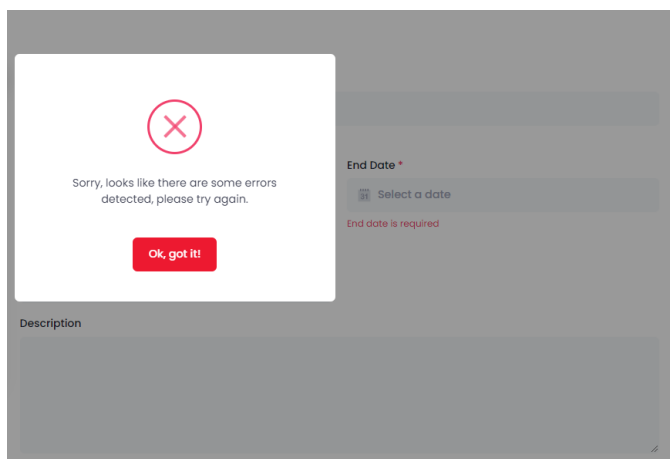 Sorry, looks like there are some errors
detected, please try again.
Ok, got it!
End Date *
31 Select a date
End date is required
Description